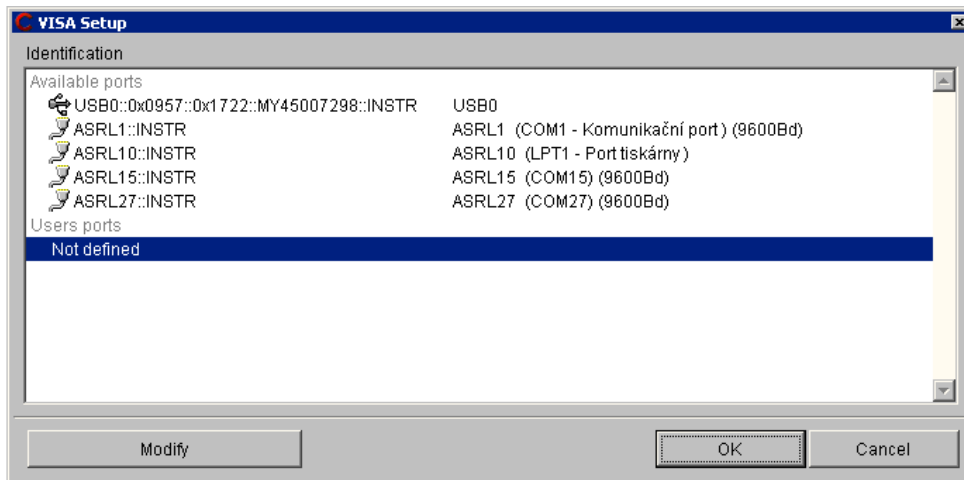 VISA Setup
Identification
Available ports
USB0::0x0957::0x1722::MY45007298::INSTR USB0
ASRL1::INSTR ASRL1 (COM1 - Komunikační port) (9600Bd)
ASRL10::INSTR ASRL10 (LPT1 - Port tiskárny)
ASRL15::INSTR ASRL15 (COM15) (9600Bd)
ASRL27::INSTR ASRL27 (COM27) (9600Bd)
Users ports
Not defined
Modify OK Cancel